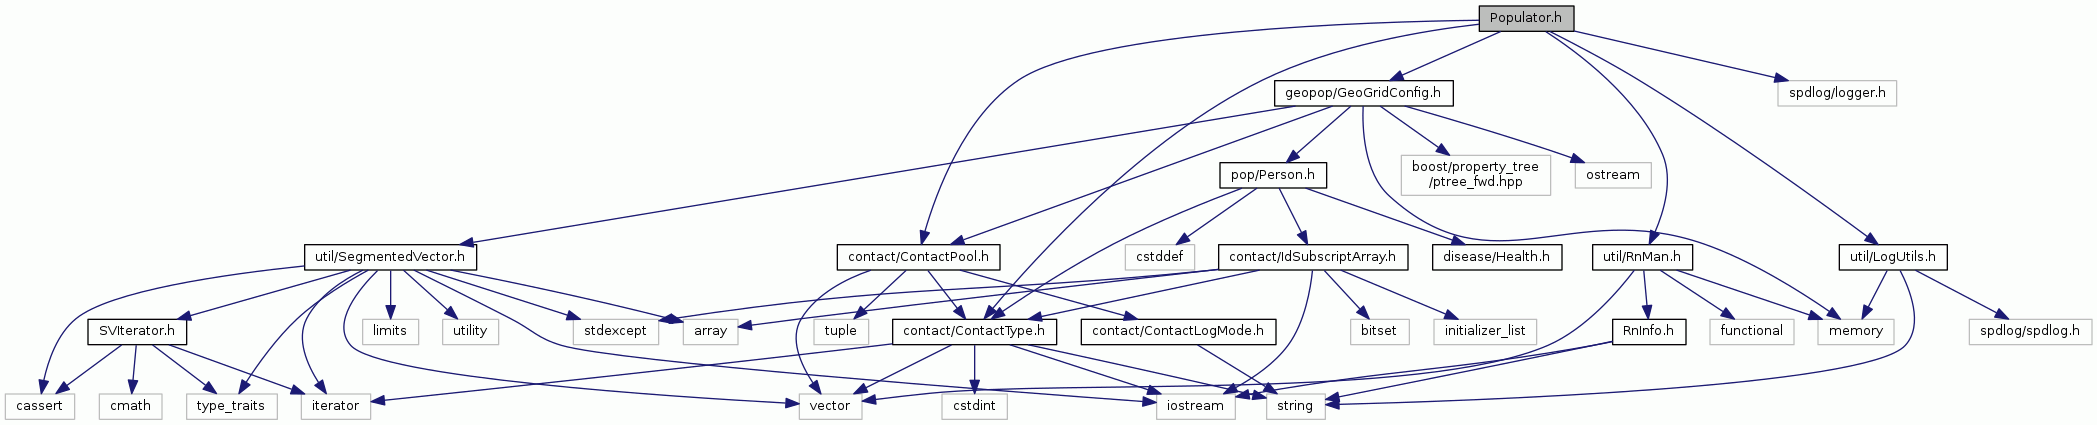 Populator.h
geopop/GeoGridConfig.h
spdlog/logger.h
pop/Person.h
boost/property_tree
/ptree_fwd.hpp
ostream
util/SegmentedVector.h
contact/ContactPool.h
cstddef
contact/IdSubscriptArray.h
disease/Health.h
util/RnMan.h
util/LogUtils.h
SVIterator.h
limits
utility
stdexcept
array
tuple
contact/ContactType.h
contact/ContactLogMode.h
bitset
initializer_list
RnInfo.h
functional
memory
spdlog/spdlog.h
cassert
cmath
type_traits
iterator
vector
cstdint
iostream
string